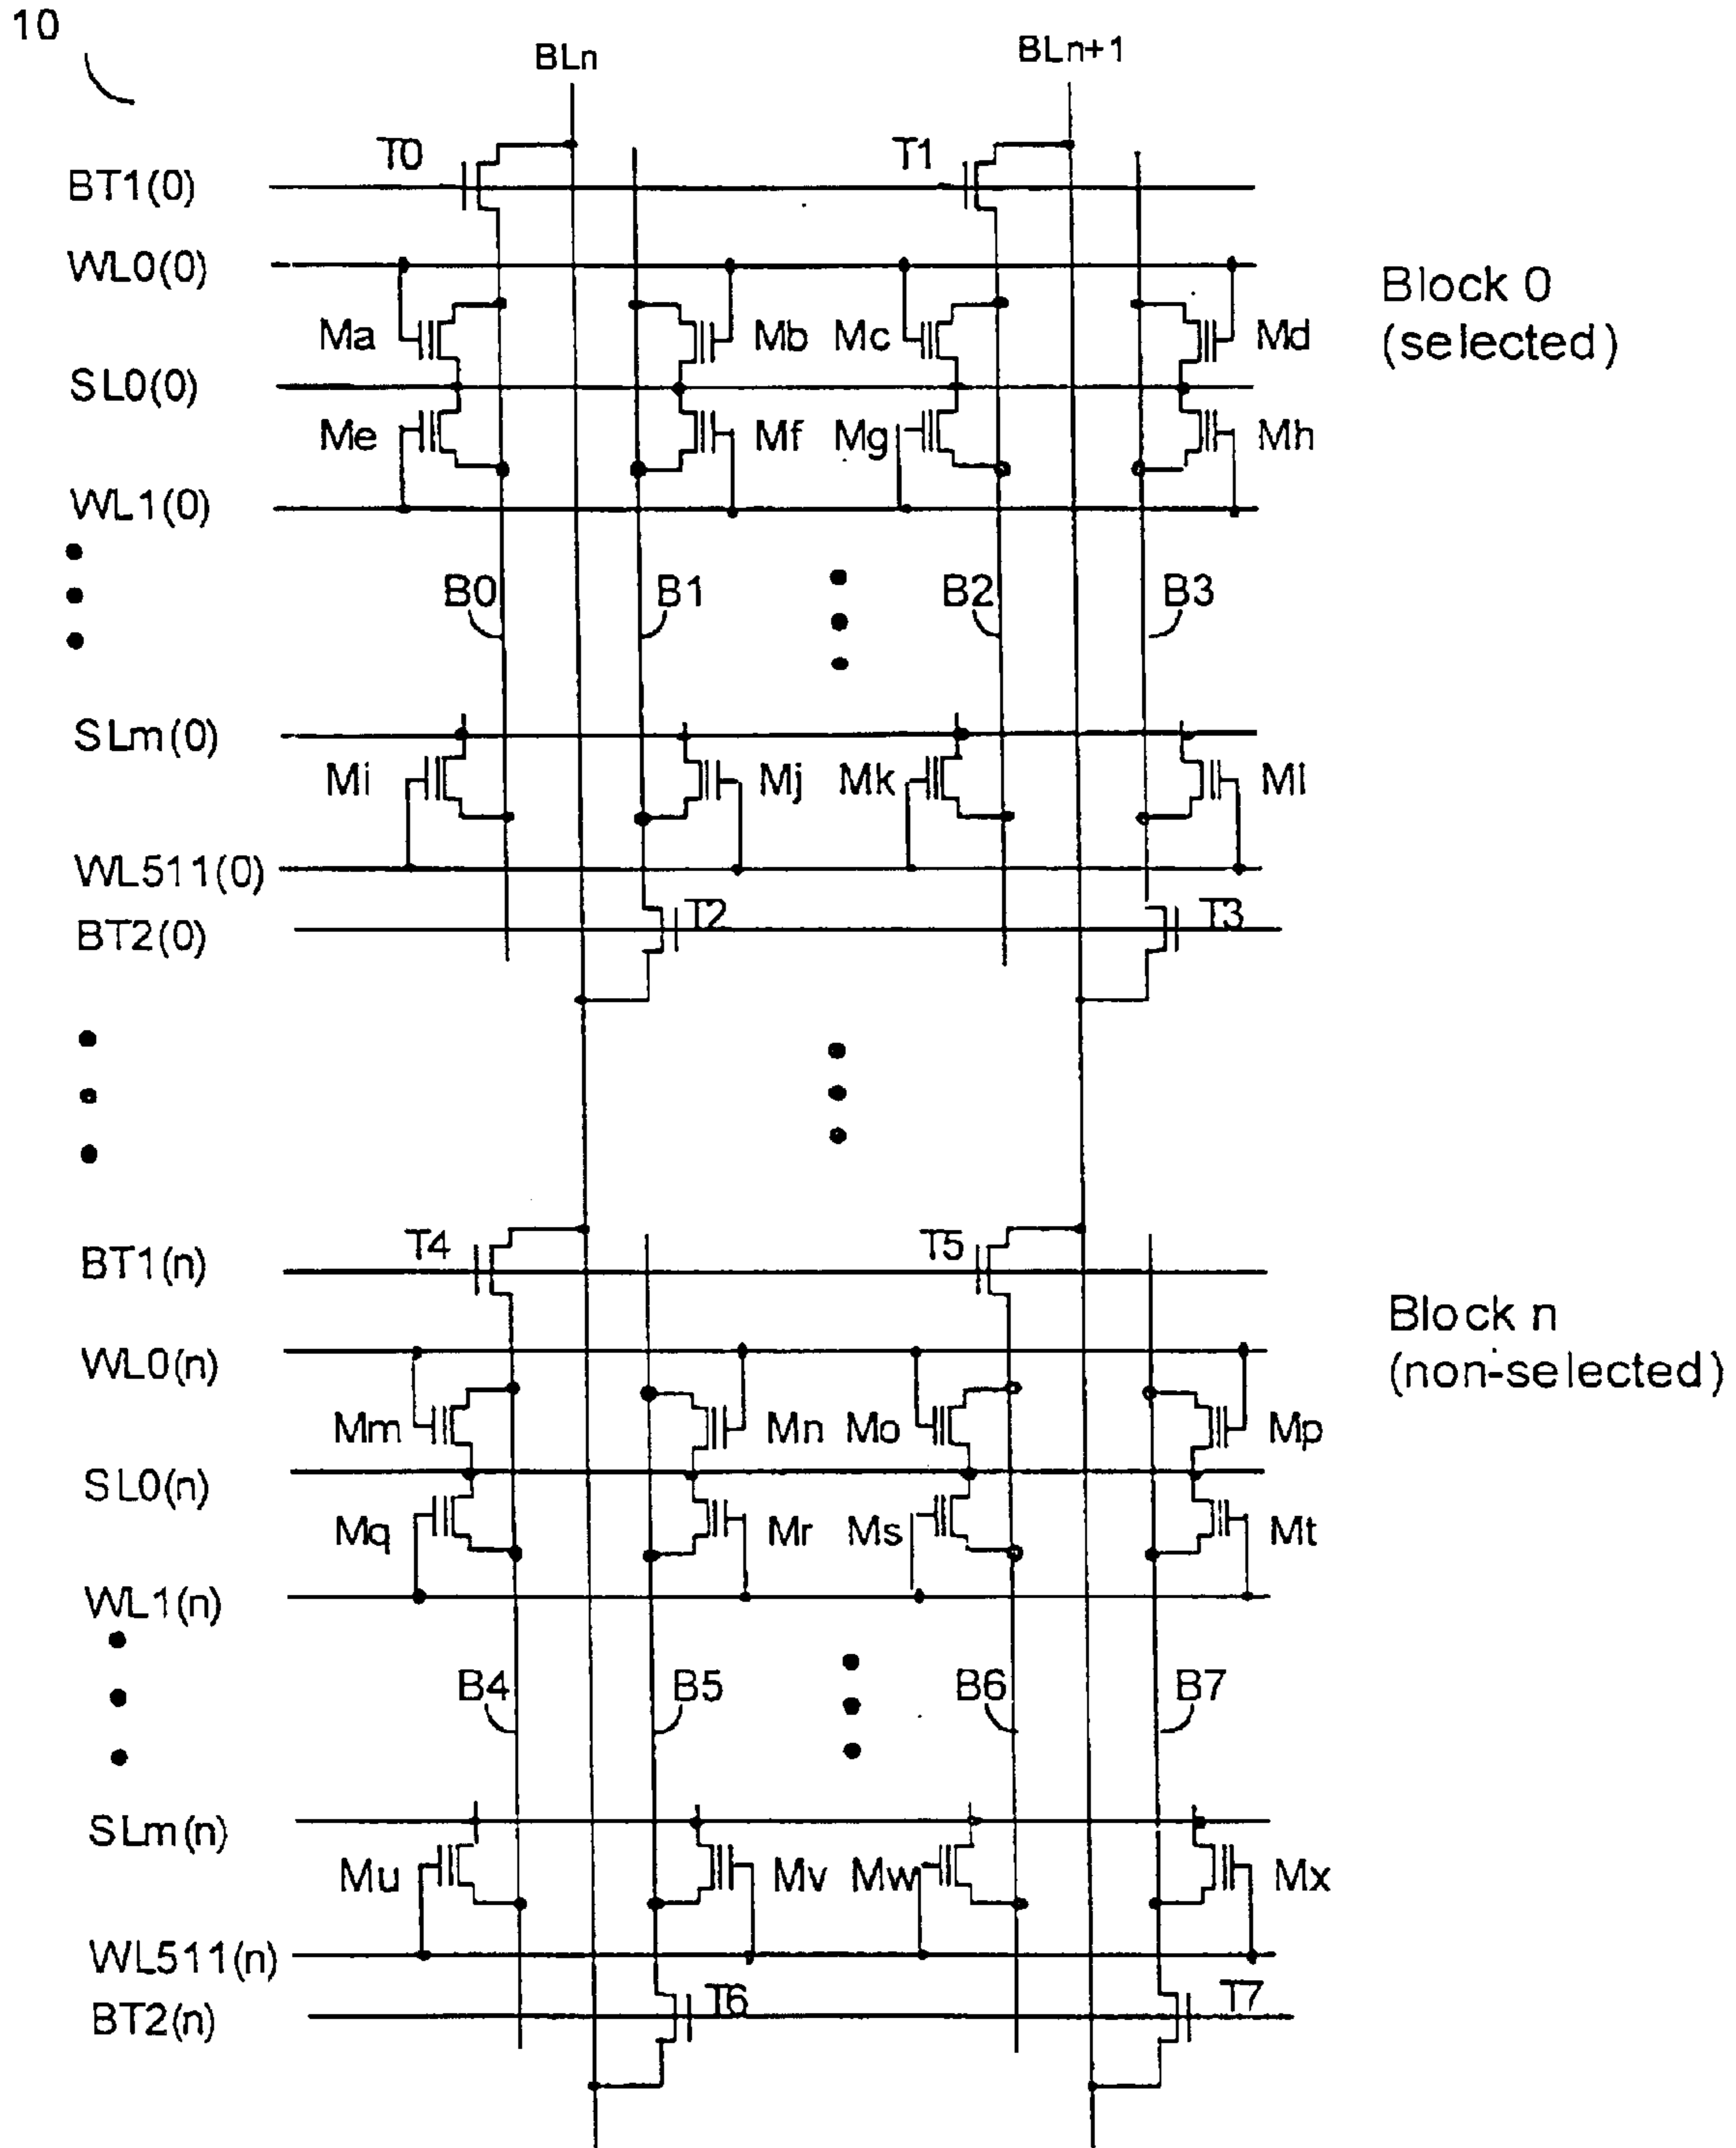 10
BLn BLn+1
T0 T1
BT1(0)
WL0(0)
Block 0
(selected)
Ma Mb Mc Md
SL0(0)
Me Mf Mg Mh
WL1(0)
B0 B1 B2 B3
SLm(0)
Mi Mj Mk Ml
WL511(0)
T2 T3
BT2(0)
T4 T5
BT1(n)
Block n
(non-selected)
WL0(n)
Mm Mn Mo Mp
SL0(n)
Mq Mr Ms Mt
WL1(n)
B4 B5 B6 B7
SLm(n)
Mu Mv Mw Mx
WL511(n)
T6 T7
BT2(n)